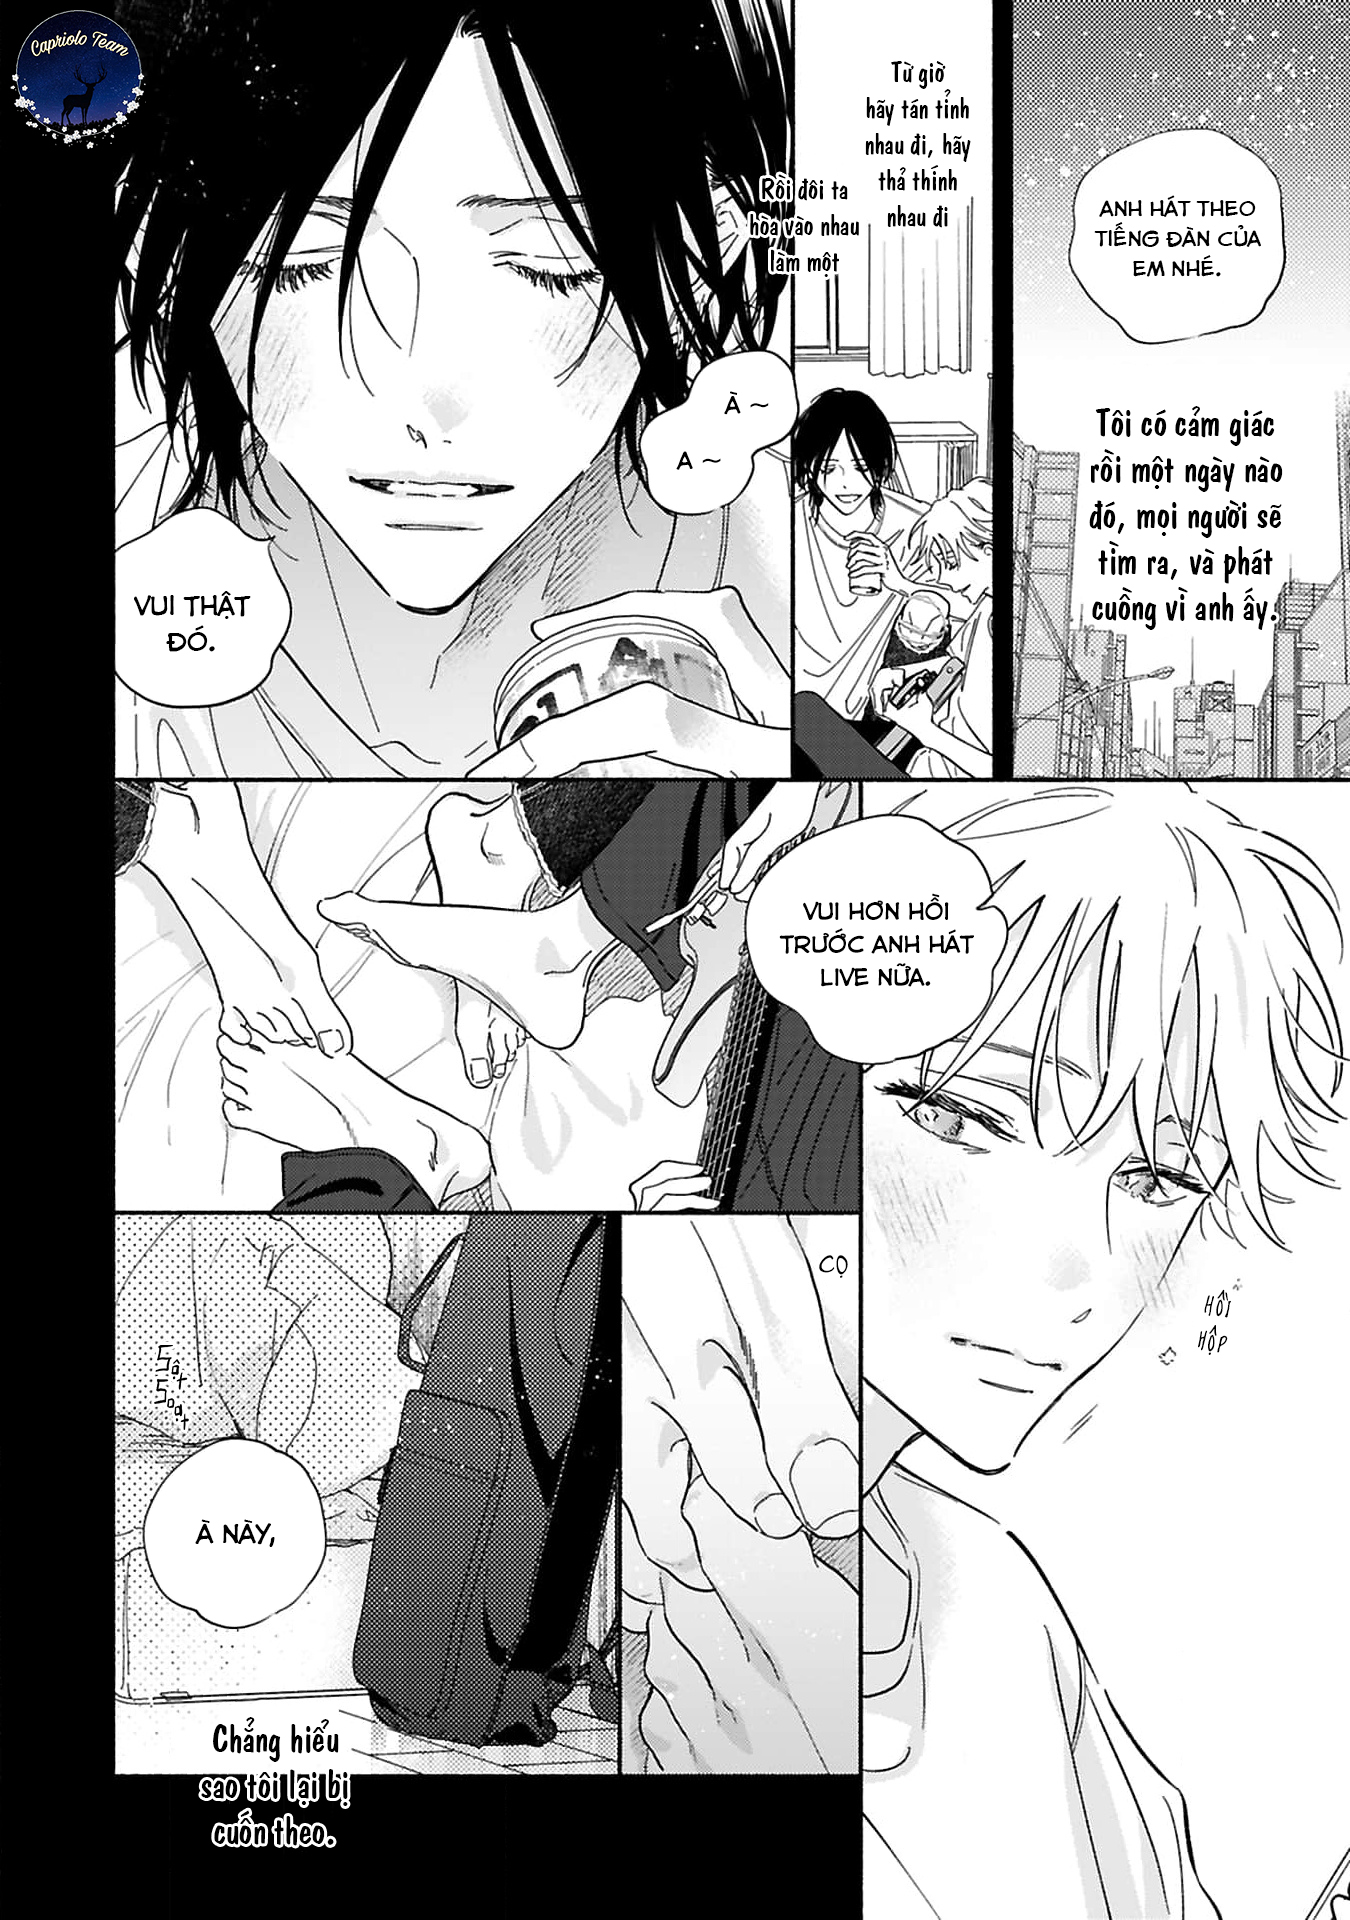 Capriolo Team
ANH HÁT THEO
TIẾNG ĐÀN CỦA
EM NHÉ.
Tôi có cảm giác
rồi một ngày nào
đó, mọi người sẽ
tìm ra, và phát
cuồng vì anh ấy.
Từ giờ
hãy tán tỉnh
nhau đi, hãy
thả thính
nhau đi
Rồi đôi ta
hòa vào nhau
làm một
À ~
A ~
VUI THẬT
ĐÓ.
VUI HƠN HỒI
TRƯỚC ANH HÁT
LIVE NỮA.
HỒI
HỘP
CỌ
Sột
Soạt
À NÀY,
Chẳng hiểu
sao tôi lại bị
cuốn theo.